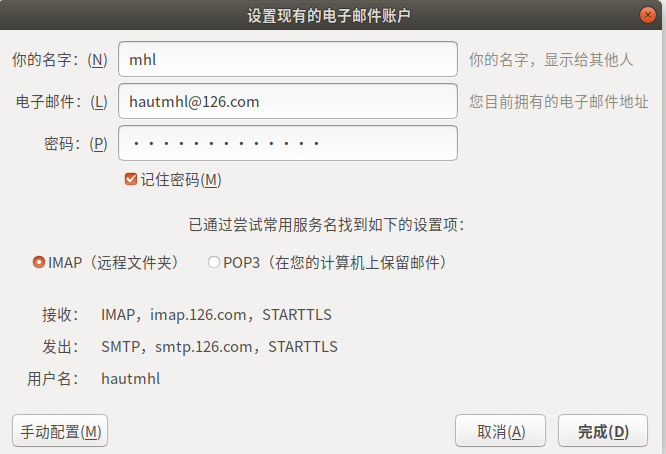 设置现有的电子邮件账户
你的名字：(N) mhl 你的名字，显示给其他人
电子邮件：(L) hautmhl@126.com 您目前拥有的电子邮件地址
密码：(P) ·············
记住密码(M)
已通过尝试常用服务名找到如下的设置项：
IMAP（远程文件夹） POP3（在您的计算机上保留邮件）
接收： IMAP，imap.126.com，STARTTLS
发出： SMTP，smtp.126.com，STARTTLS
用户名： hautmhl
手动配置(M) 取消(A) 完成(D)